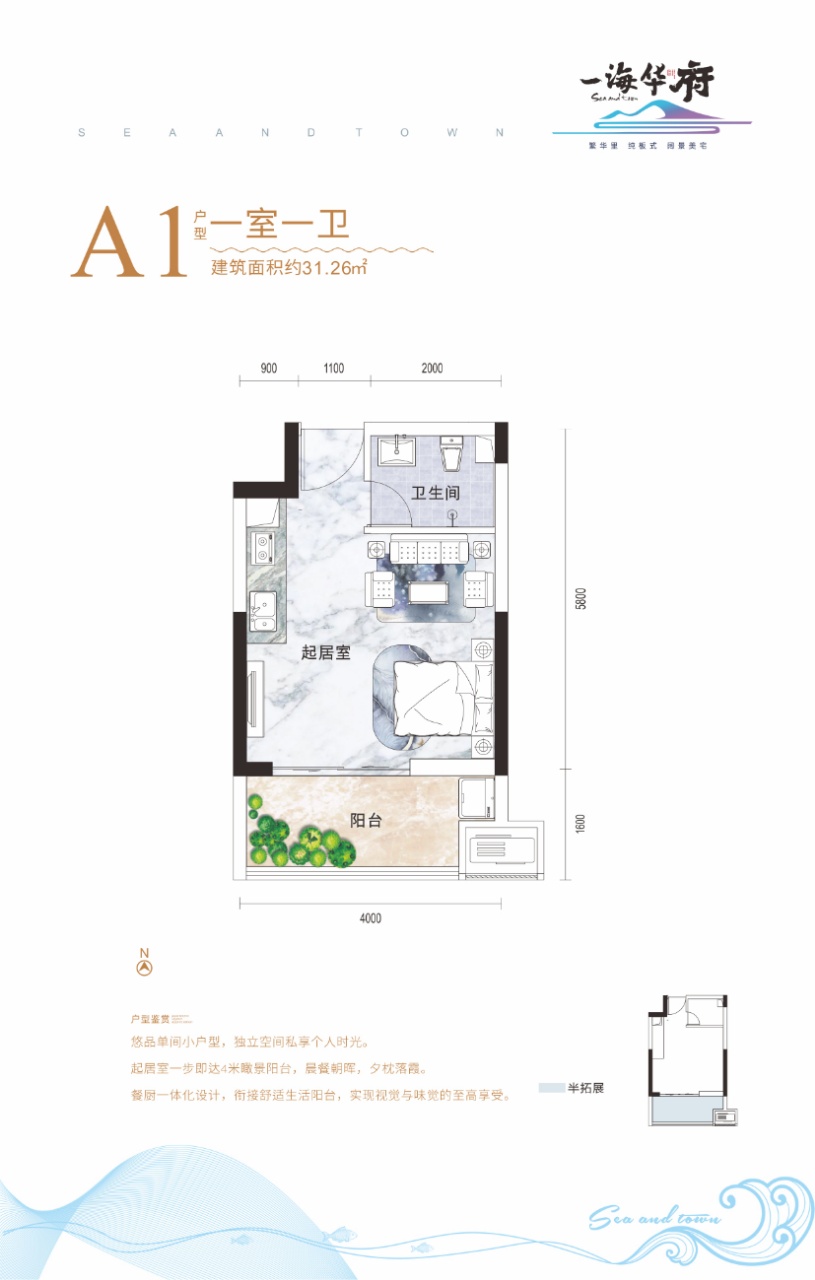 一海华府
Sea and town
繁华里 纯板式 阔景美宅
SEA AND TOWN
A1
户型
一室一卫
建筑面积约31.26㎡
900
1100
2000
卫生间
5800
起居室
阳台
1600
4000
N
户型鉴赏
悠品单间小户型，独立空间私享个人时光。
起居室一步即达4米瞰景阳台，晨餐朝晖，夕枕落霞。
餐厨一体化设计，衔接舒适生活阳台，实现视觉与味觉的至高享受。
半拓展
Sea and town